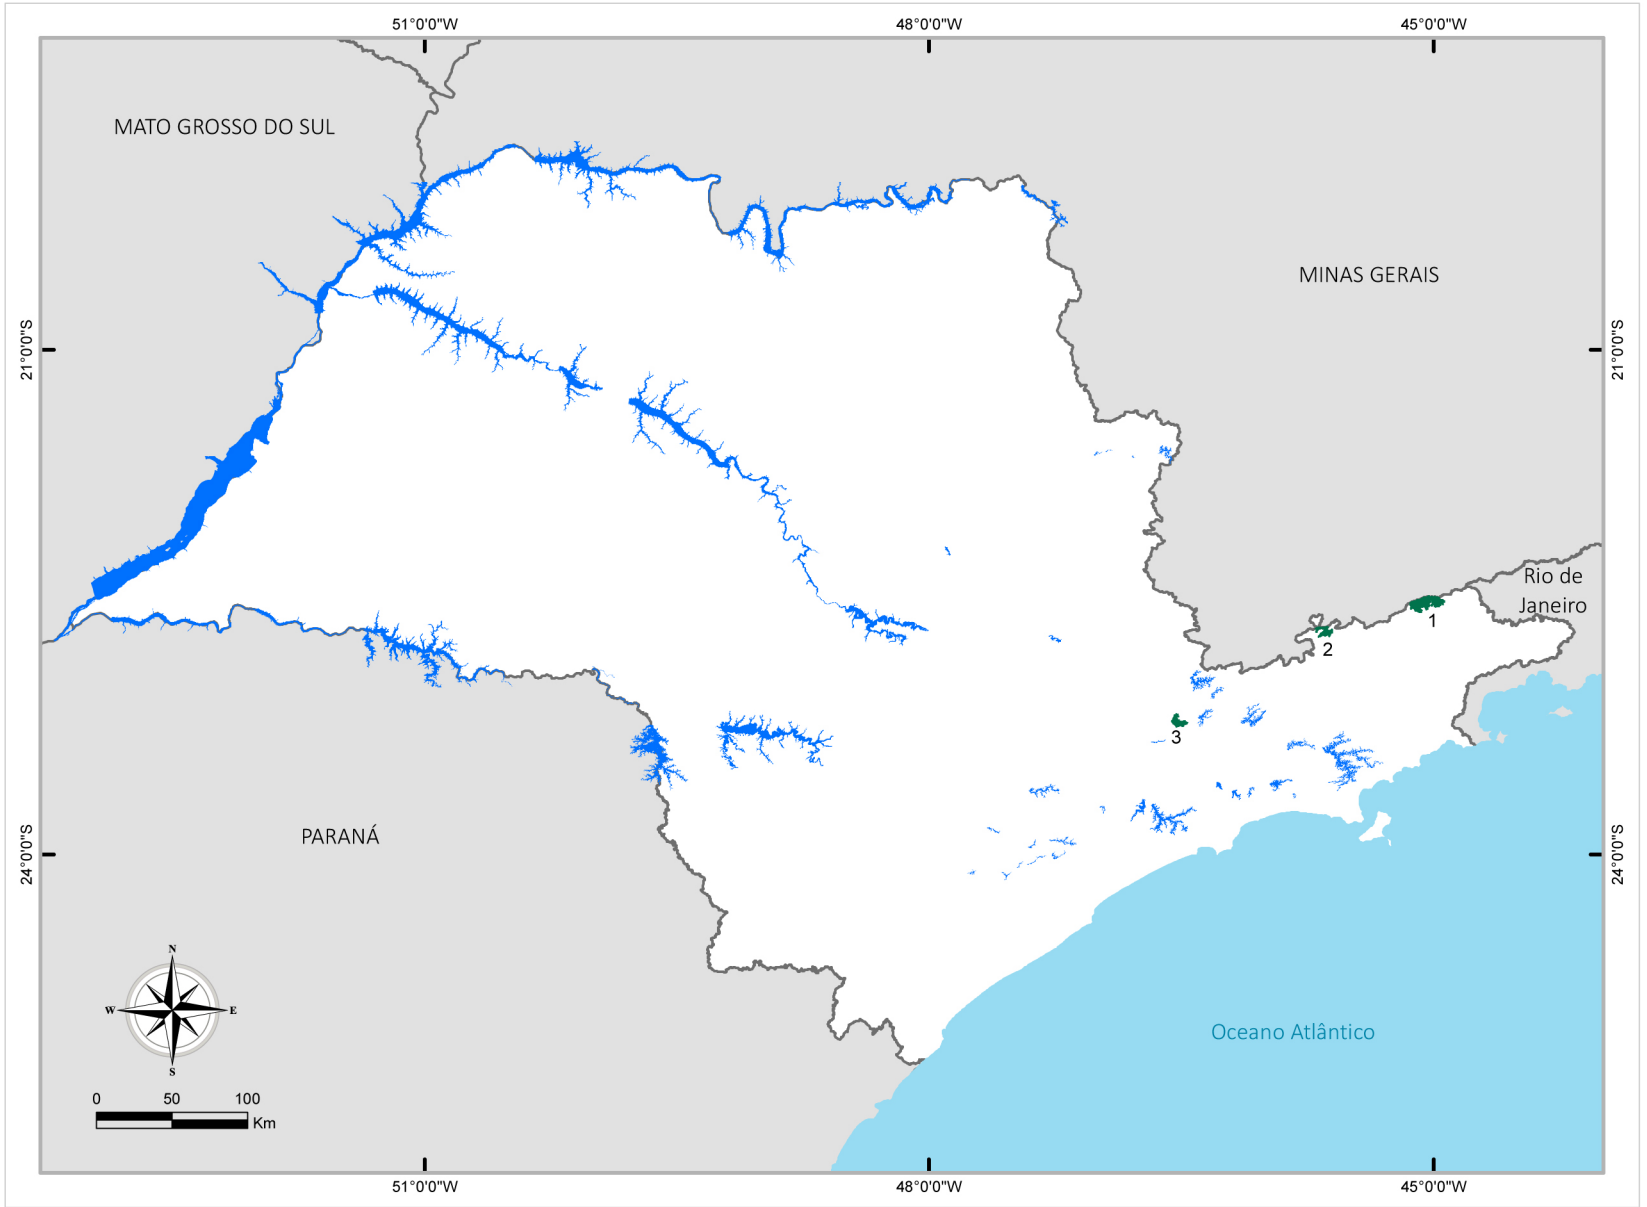 51°0'0"W
48°0'0"W
45°0'0"W
MATO GROSSO DO SUL
MINAS GERAIS
21°0'0"S
21°0'0"S
Rio de
Janeiro
1
2
3
PARANÁ
24°0'0"S
24°0'0"S
N
W
E
S
Oceano Atlântico
0
50
100
Km
51°0'0"W
48°0'0"W
45°0'0"W